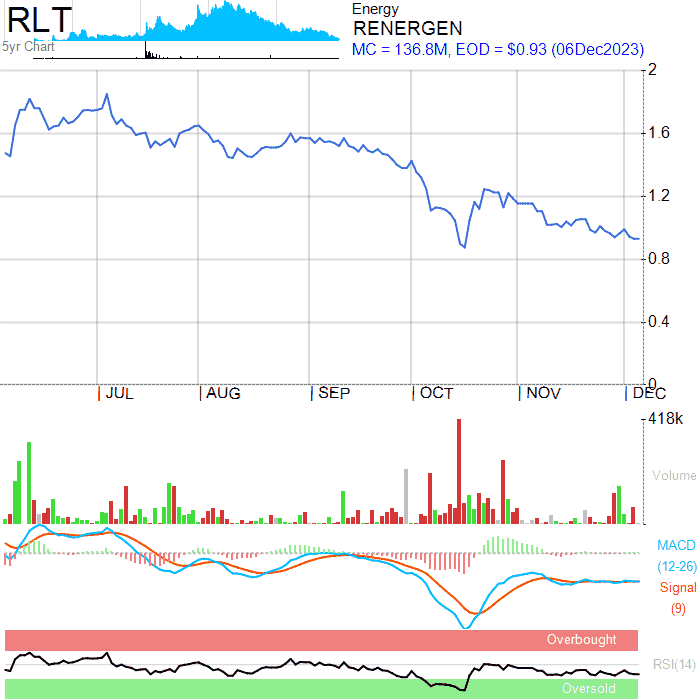 RLT
5yr Chart
Energy
RENERGEN
MC = 136.8M, EOD = $0.93 (06Dec2023)
2
1.6
1.2
0.8
0.4
0
JUL AUG SEP OCT NOV DEC
418k
Volume
MACD
(12-26)
Signal
(9)
Overbought
RSI(14)
Oversold